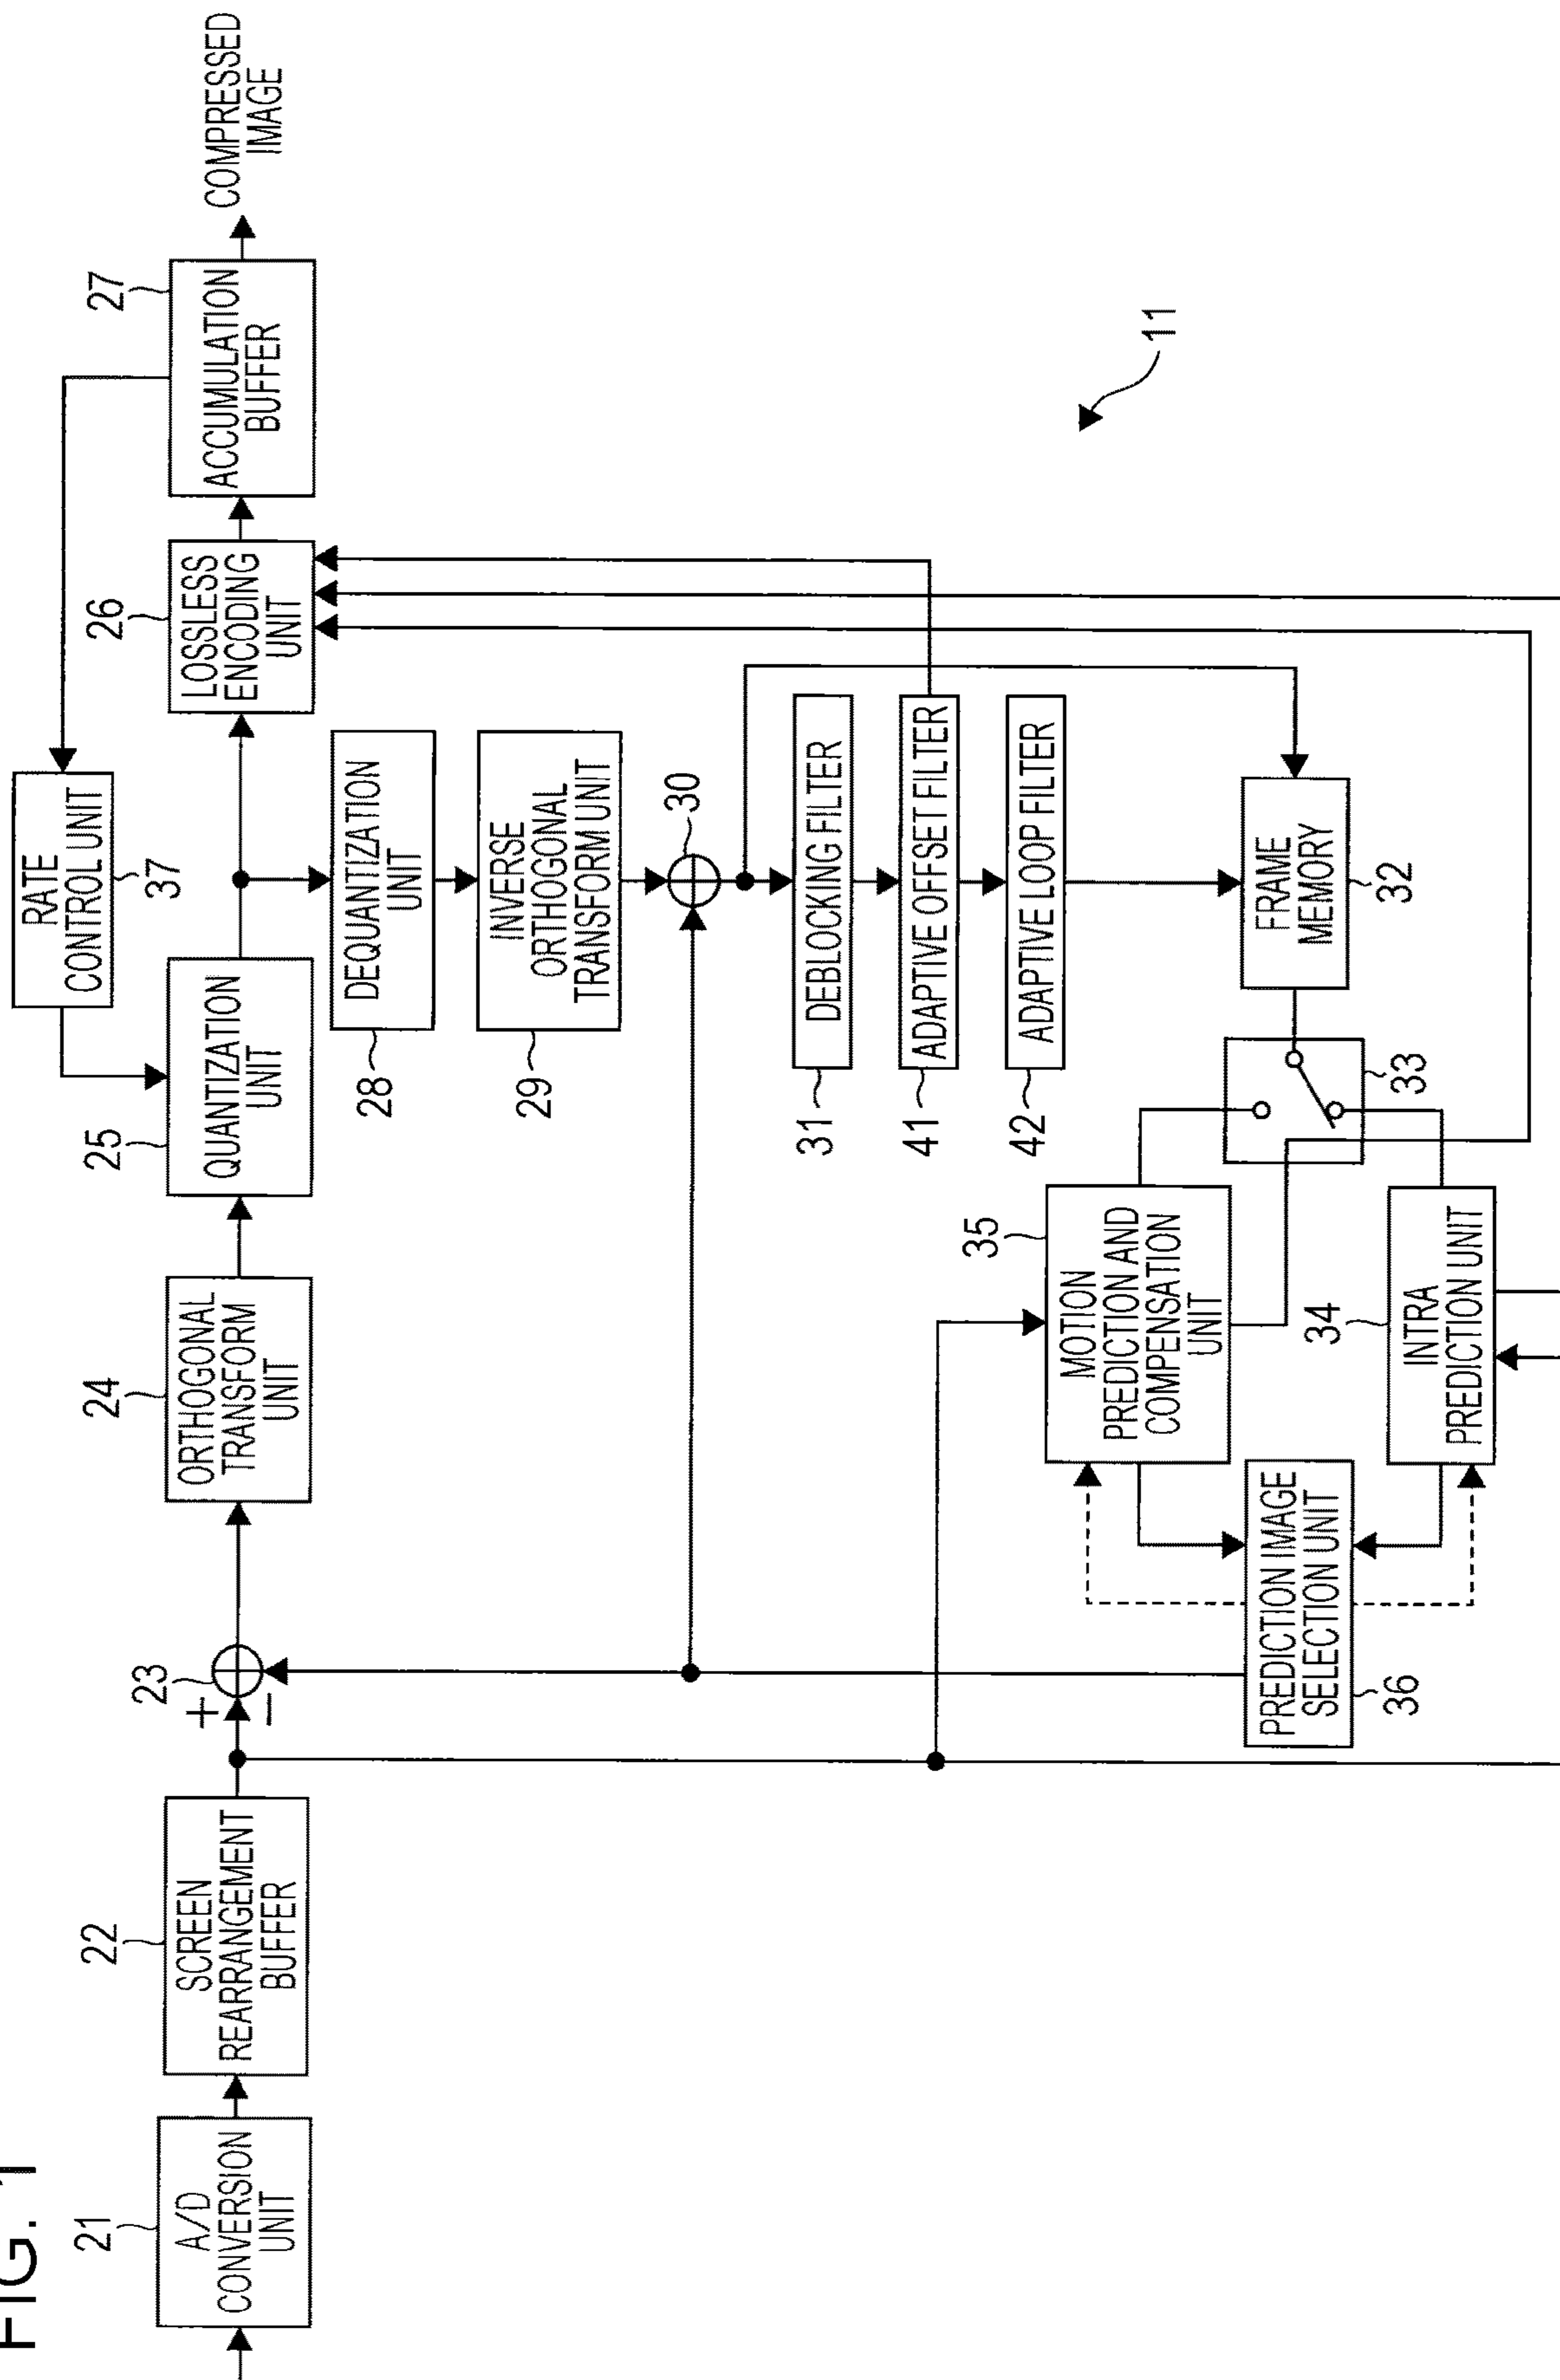 FIG. 1
21
A/D
CONVERSION
UNIT
22
SCREEN
REARRANGEMENT
BUFFER
23
+
−
24
ORTHOGONAL
TRANSFORM
UNIT
25
QUANTIZATION
UNIT
RATE
CONTROL UNIT
37
26
LOSSLESS
ENCODING
UNIT
27
ACCUMULATION
BUFFER
COMPRESSED
IMAGE
28
DEQUANTIZATION
UNIT
29
INVERSE
ORTHOGONAL
TRANSFORM UNIT
30
31
DEBLOCKING FILTER
41
ADAPTIVE OFFSET FILTER
42
ADAPTIVE LOOP FILTER
11
FRAME
MEMORY
32
33
35
MOTION
PREDICTION AND
COMPENSATION
UNIT
34
INTRA
PREDICTION UNIT
PREDICTION IMAGE
SELECTION UNIT
36